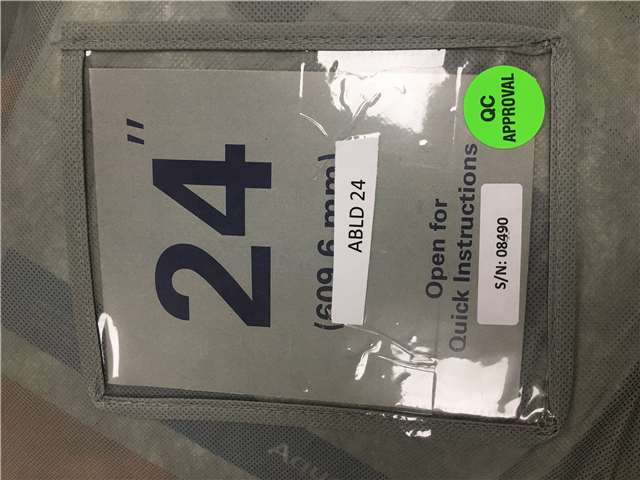 24"
(609.6 mm)
ABLD 24
Open for
Quick Instructions
S/N: 08490
QC
APPROVAL